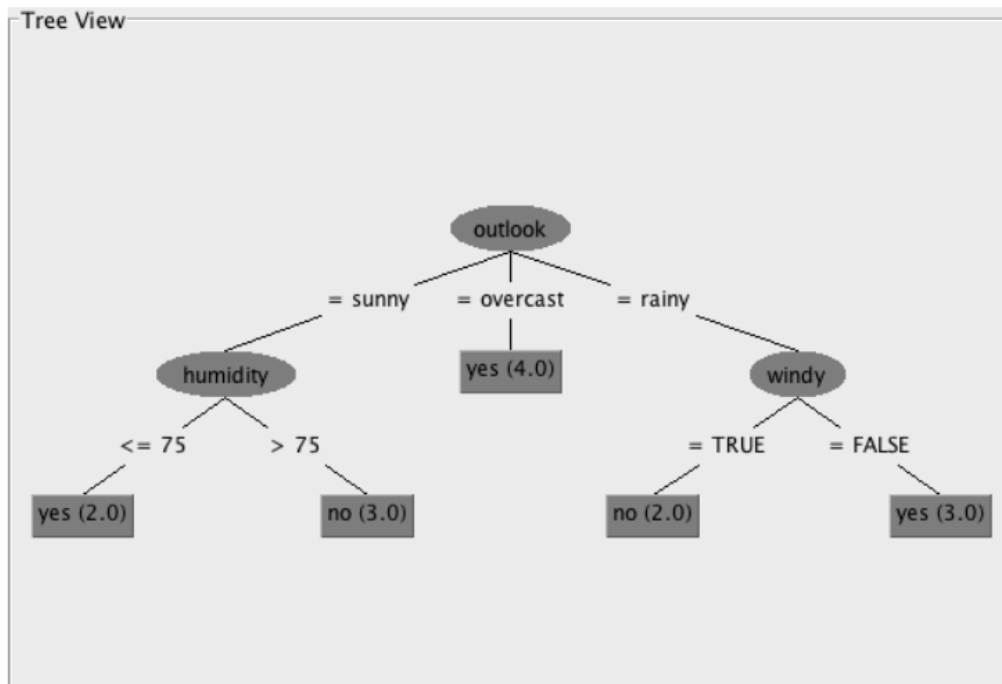 Tree View
outlook
= sunny
= overcast
= rainy
humidity
yes (4.0)
windy
<= 75
> 75
= TRUE
= FALSE
yes (2.0)
no (3.0)
no (2.0)
yes (3.0)